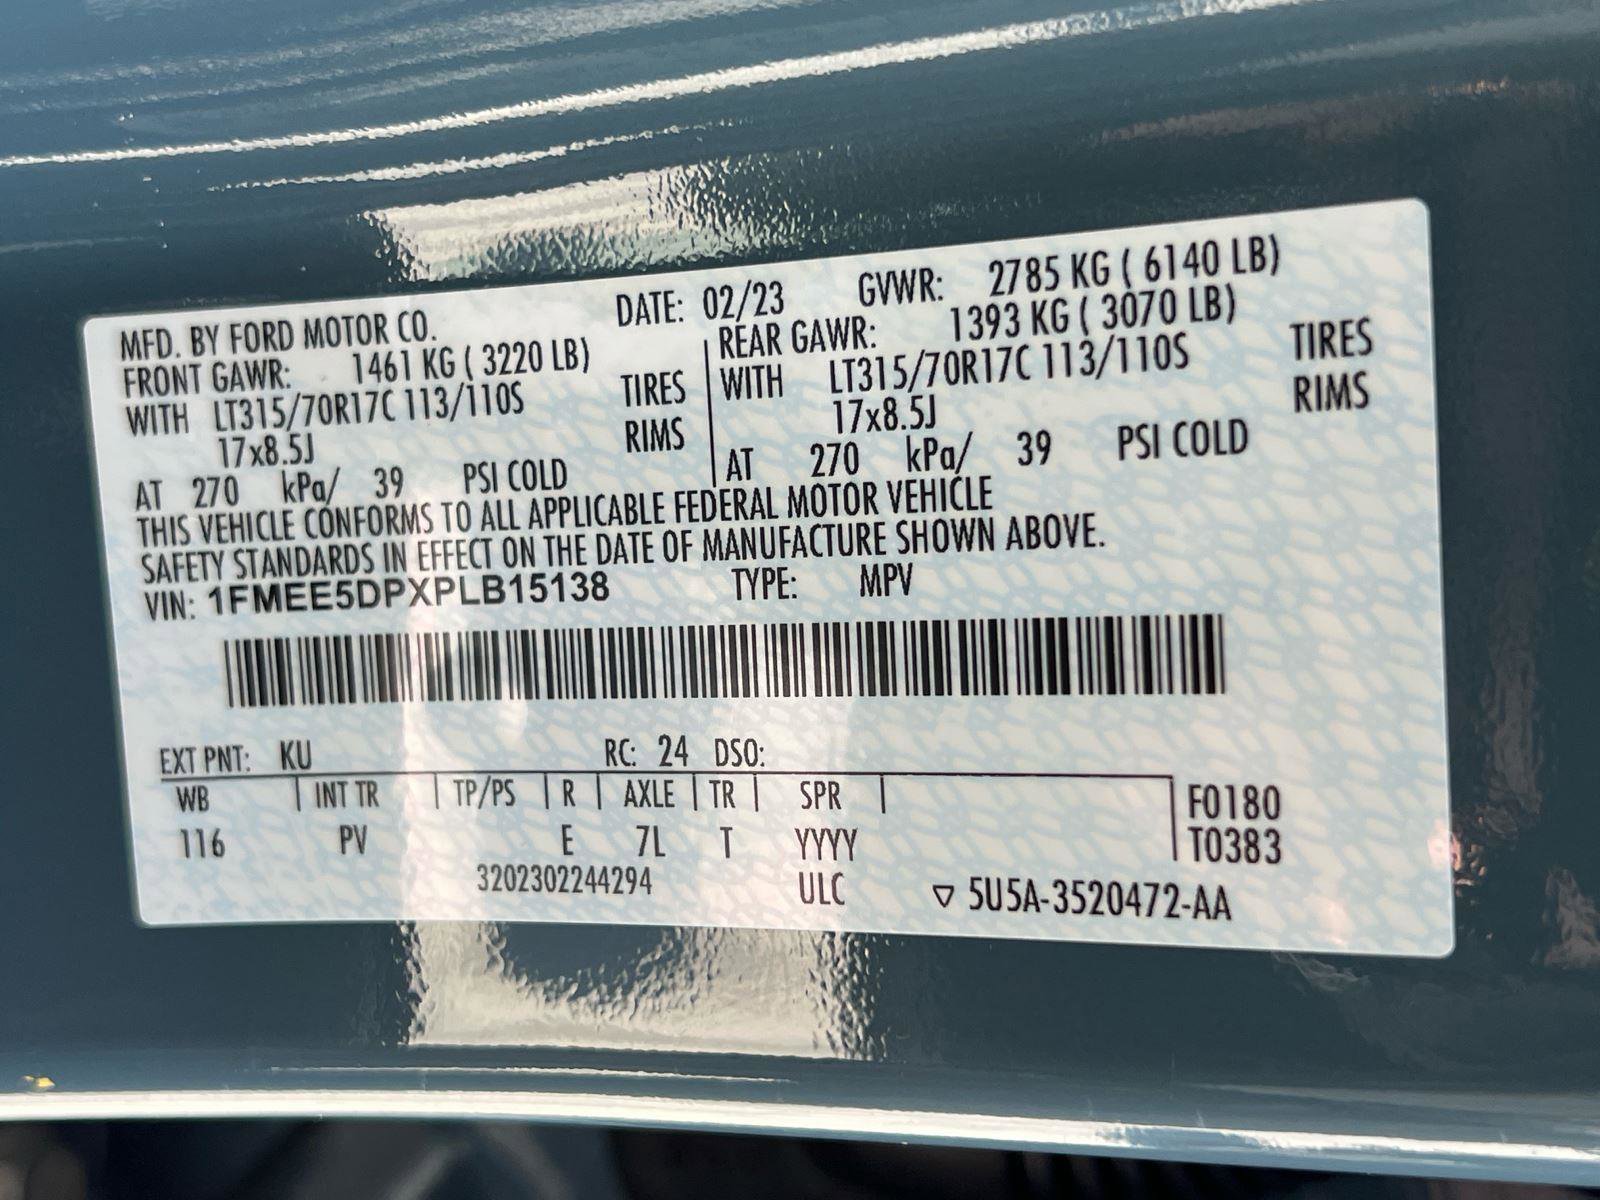 MFD. BY FORD MOTOR CO. DATE: 02/23 GVWR: 2785 KG ( 6140 LB)
FRONT GAWR: 1461 KG ( 3220 LB) REAR GAWR: 1393 KG ( 3070 LB)
WITH LT315/70R17C 113/110S TIRES WITH LT315/70R17C 113/110S TIRES
17x8.5J RIMS 17x8.5J RIMS
AT 270 kPa/ 39 PSI COLD AT 270 kPa/ 39 PSI COLD
THIS VEHICLE CONFORMS TO ALL APPLICABLE FEDERAL MOTOR VEHICLE
SAFETY STANDARDS IN EFFECT ON THE DATE OF MANUFACTURE SHOWN ABOVE.
VIN: 1FMEE5DPXPLB15138 TYPE: MPV
EXT PNT: KU RC: 24 DSO:
WB INT TR TP/PS R AXLE TR SPR F0180
116 PV E 7L T YYYY T0383
3202302244294 ULC ▽ 5U5A-3520472-AA